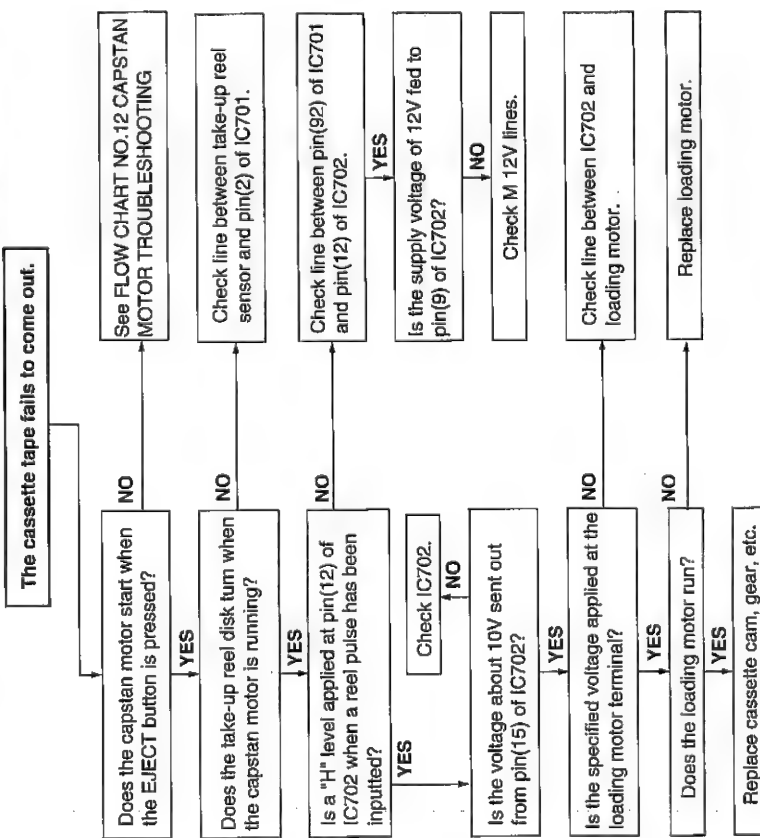 The cassette tape fails to come out.
Does the capstan motor start when
the EJECT button is pressed?
NO
See FLOW CHART NO.12 CAPSTAN
MOTOR TROUBLESHOOTING
YES
Does the take-up reel disk turn when
the capstan motor is running?
NO
Check line between take-up reel
sensor and pin(2) of IC701.
YES
Is a "H" level applied at pin(12) of
IC702 when a reel pulse has been
inputted?
NO
Check line between pin(92) of IC701
and pin(12) of IC702.
YES
Is the supply voltage of 12V fed to
pin(9) of IC702?
NO
Check M 12V lines.
YES
Check IC702.
NO
Is the voltage about 10V sent out
from pin(15) of IC702?
YES
Is the specified voltage applied at the
loading motor terminal?
NO
Check line between IC702 and
loading motor.
YES
Does the loading motor run?
NO
Replace loading motor.
YES
Replace cassette cam, gear, etc.